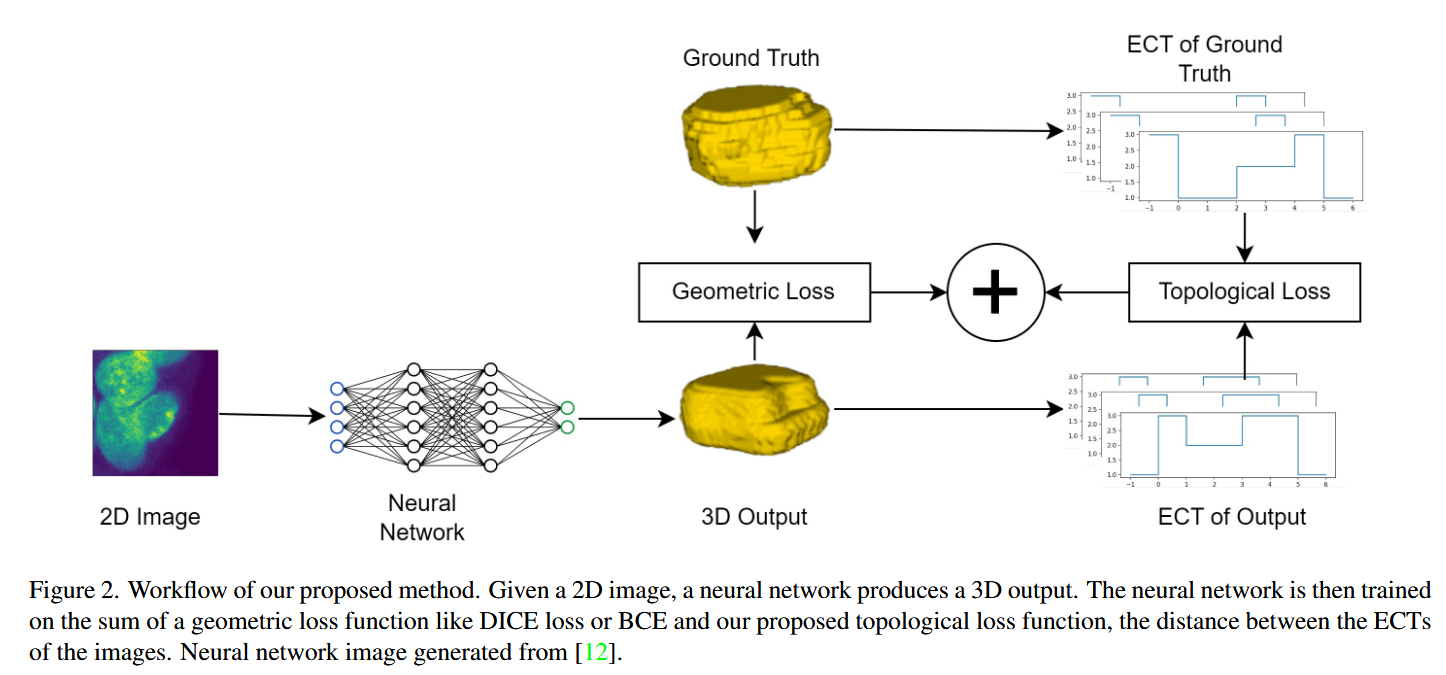 Ground Truth
ECT of Ground
Truth
3.0
2.5
2.0
1.5
1.0
3.0
2.5
2.0
1.5
1.0
−1
3.0
2.5
2.0
1.5
1.0
−1 0 1 2 3 4 5 6
Geometric Loss
+
Topological Loss
3.0
2.5
2.0
1.5
1.0
3.0
2.5
2.0
1.5
1.0
3.0
2.5
2.0
1.5
1.0
−1 0 1 2 3 4 5 6
2D Image
Neural
Network
3D Output
ECT of Output
Figure 2. Workflow of our proposed method. Given a 2D image, a neural network produces a 3D output. The neural network is then trained
on the sum of a geometric loss function like DICE loss or BCE and our proposed topological loss function, the distance between the ECTs
of the images. Neural network image generated from [12].